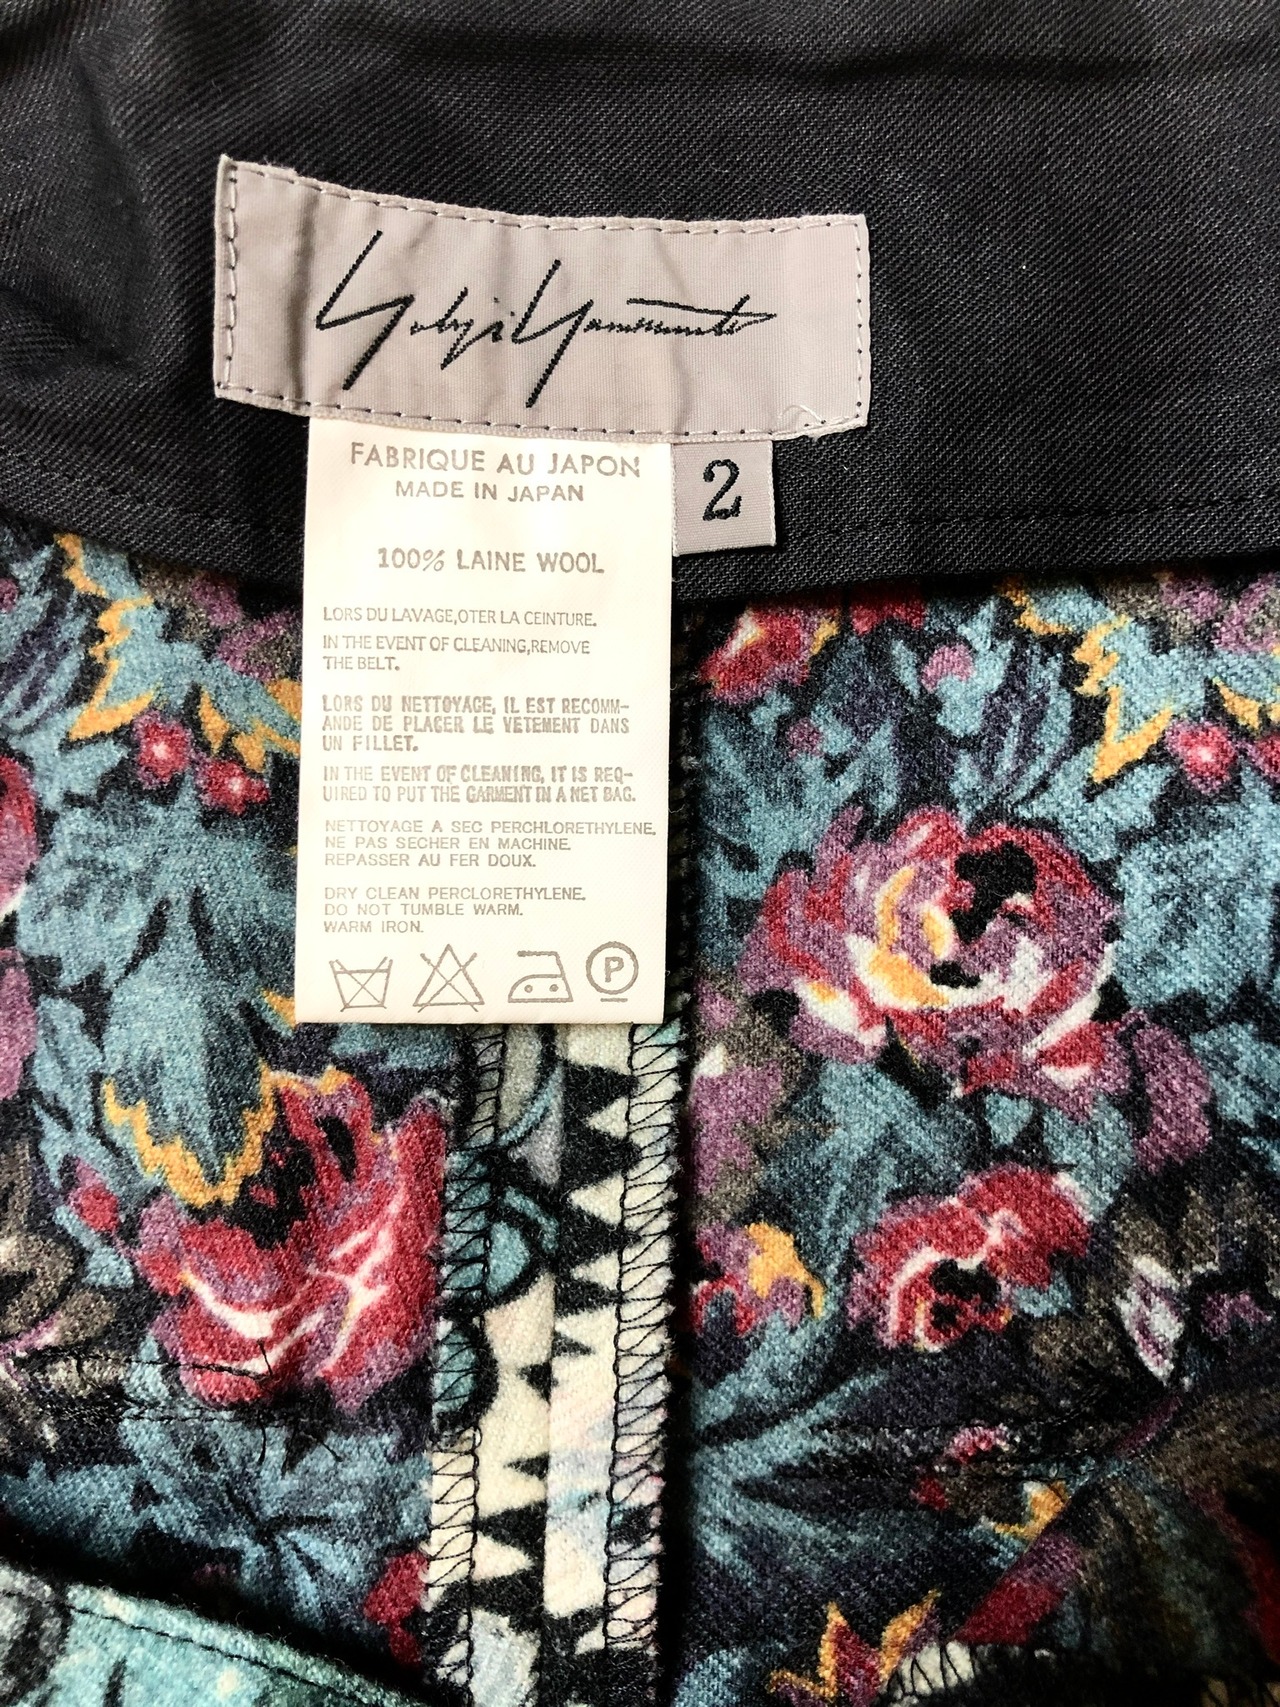 Yohji Yamamoto
2
FABRIQUE AU JAPON
MADE IN JAPAN
100% LAINE WOOL
LORS DU LAVAGE,OTER LA CEINTURE.
IN THE EVENT OF CLEANING,REMOVE
THE BELT.
LORS DU NETTOYAGE, IL EST RECOMM-
ANDE DE PLACER LE VETEMENT DANS
UN FILLET.
IN THE EVENT OF CLEANING, IT IS REQ-
UIRED TO PUT THE GARMENT IN A NET BAG.
NETTOYAGE A SEC PERCHLORETHYLENE.
NE PAS SECHER EN MACHINE.
REPASSER AU FER DOUX.
DRY CLEAN PERCLORETHYLENE.
DO NOT TUMBLE WARM.
WARM IRON.
P